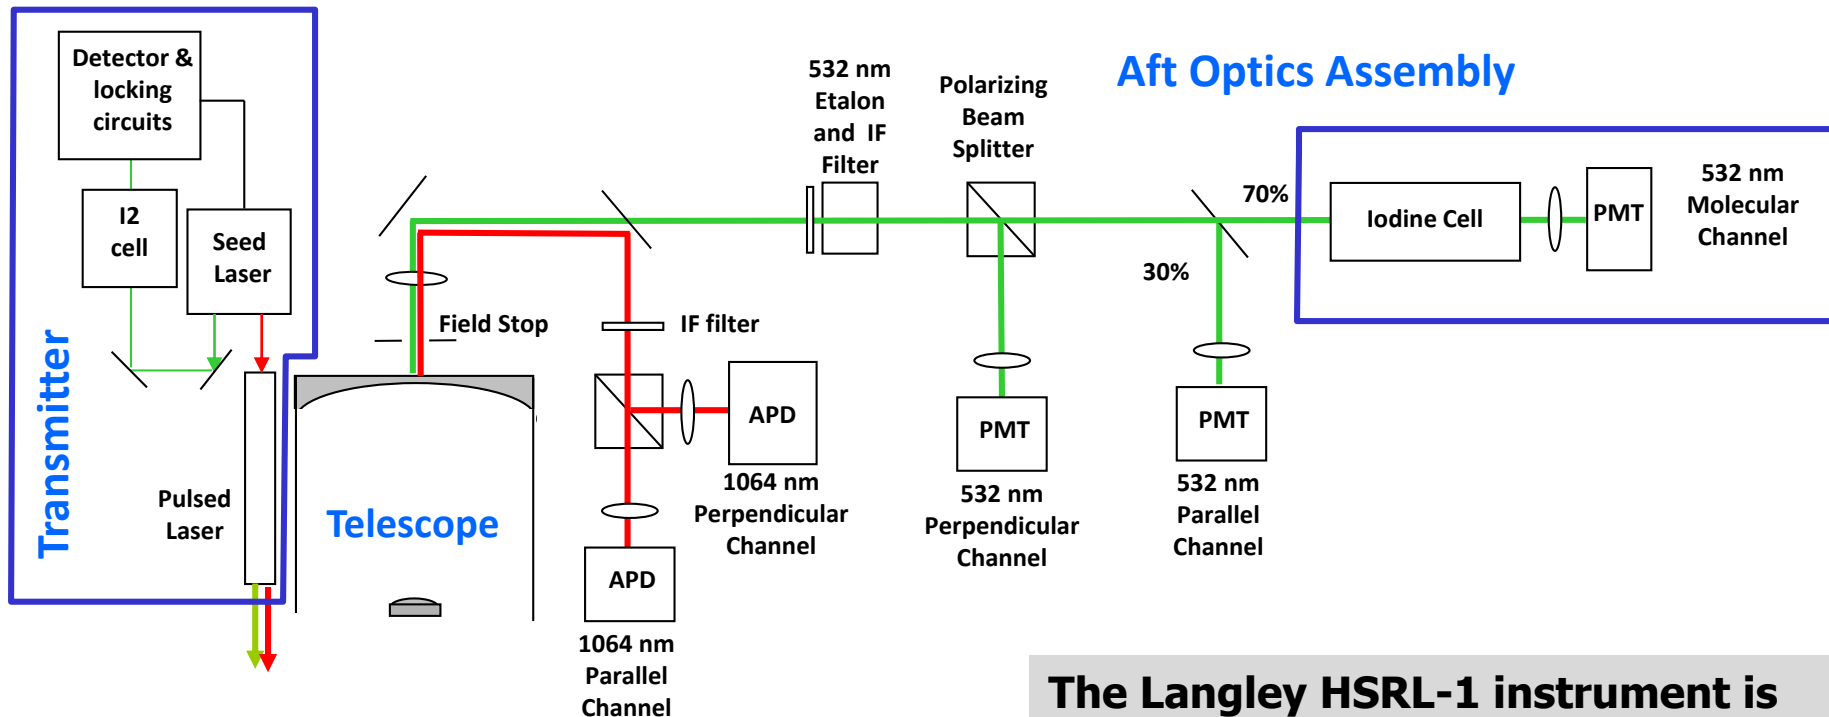 Detector &
locking
circuits
I2
cell
Seed
Laser
Transmitter
Pulsed
Laser
Telescope
Field Stop
IF filter
APD
1064 nm
Perpendicular
Channel
APD
1064 nm
Parallel
Channel
532 nm
Etalon
and IF
Filter
Polarizing
Beam
Splitter
Aft Optics Assembly
70%
30%
Iodine Cell
PMT
532 nm
Molecular
Channel
PMT
532 nm
Perpendicular
Channel
PMT
532 nm
Parallel
Channel
The Langley HSRL-1 instrument is